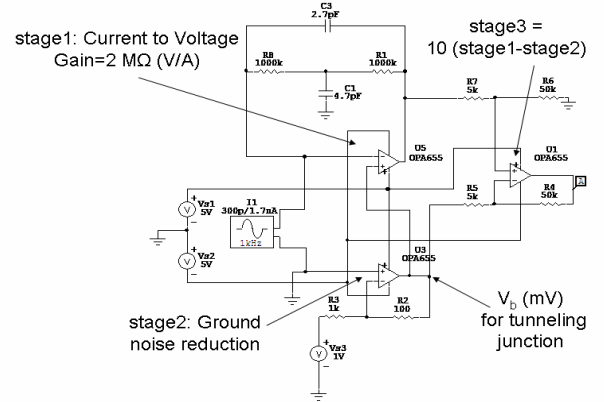 C3
2.7pF
stage1: Current to Voltage
Gain=2 MΩ (V/A)
stage3 =
10 (stage1-stage2)
R8
1000k
R1
1000k
C1
4.7pF
R7
5k
R6
50k
U5
OPA655
U1
OPA655
A
Vs1
5V
I1
300p/1.7nA
1kHz
R5
5k
R4
50k
Vs2
5V
U3
OPA655
stage2: Ground
noise reduction
R3
1k
R2
100
Vb (mV)
for tunneling
junction
Vs3
1V